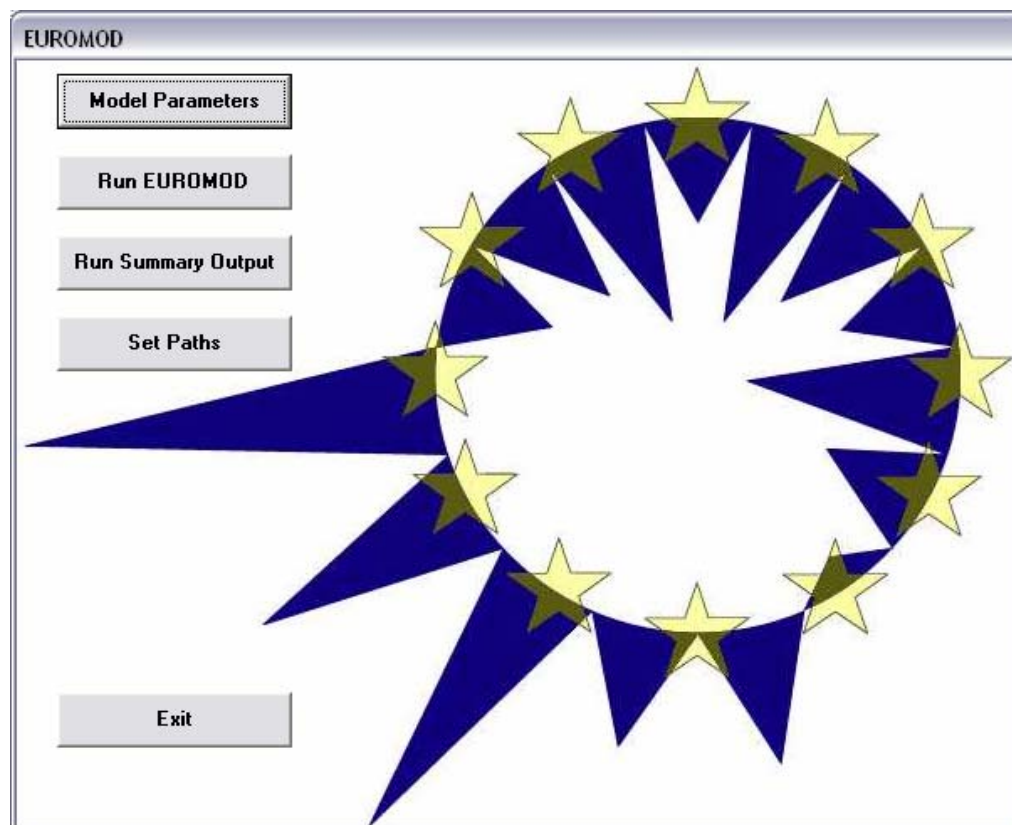 EUROMOD
Model Parameters
Run EUROMOD
Run Summary Output
Set Paths
Exit